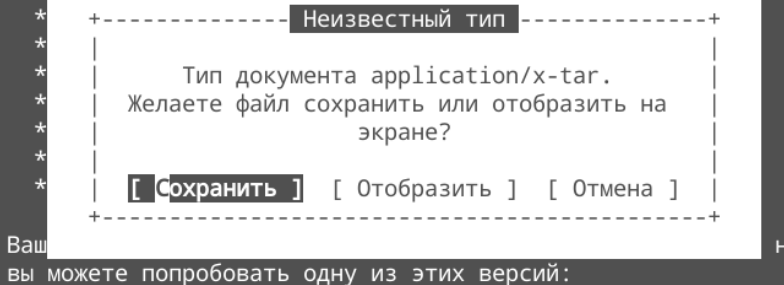 Неизвестный тип
*
*
*
Тип документа application/x-tar.
*
Желаете файл сохранить или отобразить на
*
экране?
*
*
[ Сохранить ] [ Отобразить ] [ Отмена ]
Ваш н
вы можете попробовать одну из этих версий: